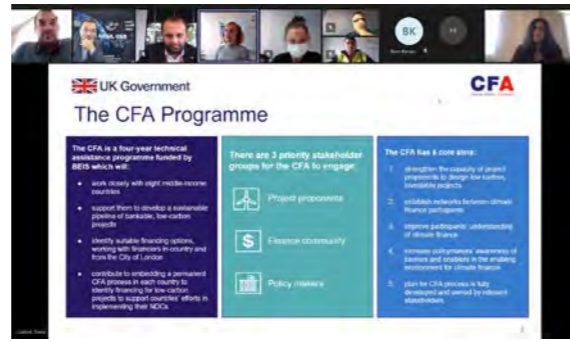 BK
UK Government
CFA
The CFA Programme
The CFA is a four-year technical
assistance programme funded by
BEIS which will:
work closely with eight middle-income
countries
support them to develop a sustainable
pipeline of bankable, low-carbon
projects
identify suitable financing options,
working with financiers in country and
from the City of London
contribute to embedding a permanent
CFA process in each country to
identify financing for low-carbon
projects to support countries' efforts in
implementing their NDCs
There are 3 priority stakeholder
groups for the CFA to engage:
Project proponents
Finance community
Policy makers
The CFA has 5 core aims:
1. strengthen the capacity of project
proponents to design low carbon,
investable projects
2. establish networks between climate
finance participants
3. improve participants' understanding
of climate finance
4. increase policymakers' awareness of
barriers and enablers in the enabling
environment for climate finance
5. plan for CFA process is fully
developed and owned by relevant
stakeholders
2